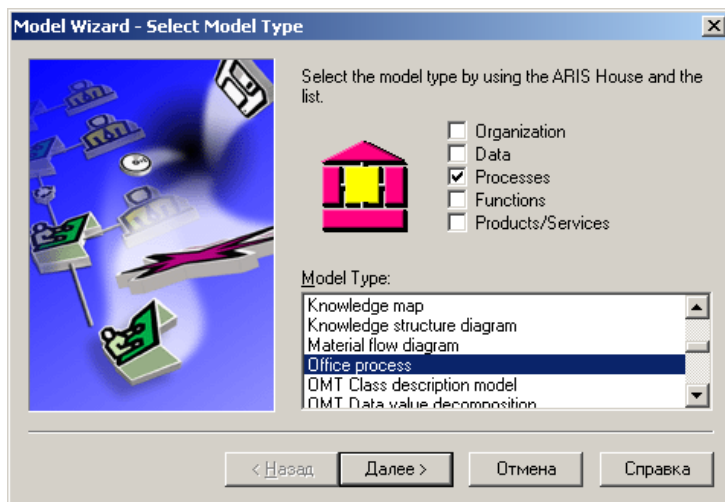 Model Wizard - Select Model Type
Select the model type by using the ARIS House and the
list.
Organization
Data
Processes
Functions
Products/Services
Model Type:
Knowledge map
Knowledge structure diagram
Material flow diagram
Office process
OMT Class description model
OMT Data value decomposition
< Назад
Далее >
Отмена
Справка